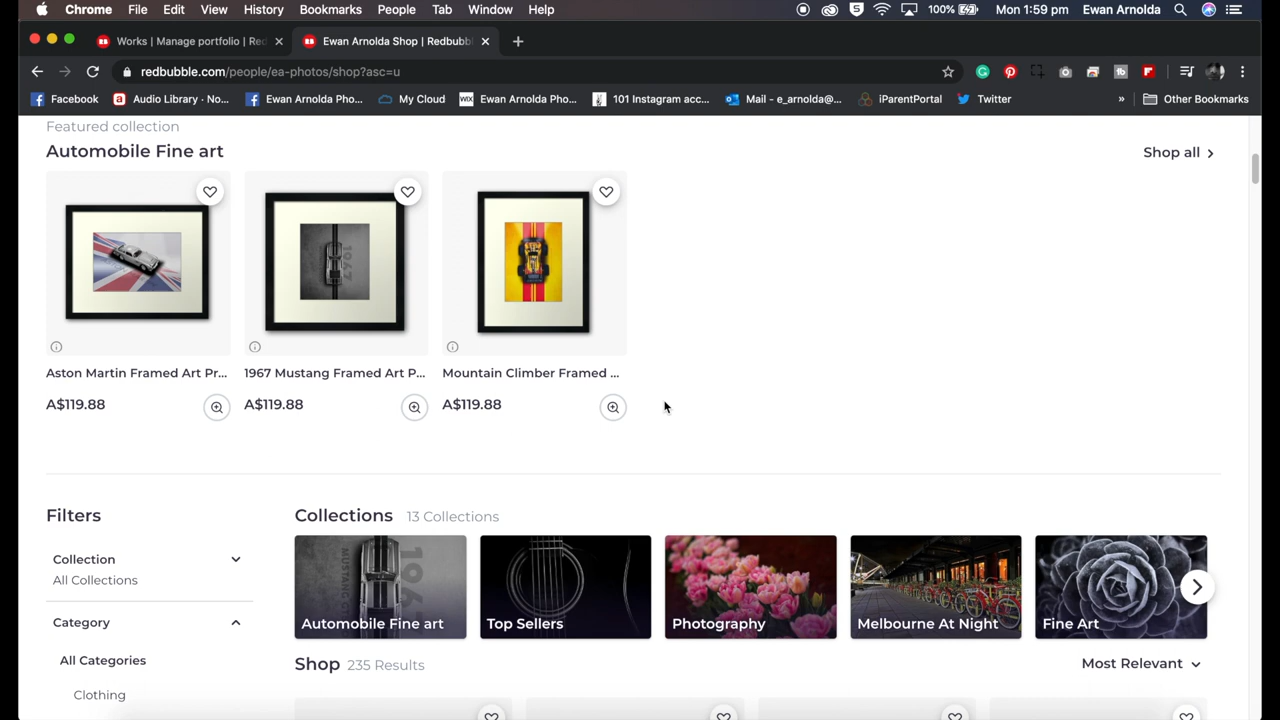 Chrome File Edit View History Bookmarks People Tab Window Help 5 100% Mon 1:59 pm Ewan Arnolda
Works | Manage portfolio | Red
Ewan Arnolda Shop | Redbubbl
redbubble.com/people/ea-photos/shop?asc=u
Facebook Audio Library - No... Ewan Arnolda Pho... My Cloud WIX Ewan Arnolda Pho... 101 Instagram acc... Mail - e_arnolda@... iParentPortal Twitter » Other Bookmarks
Featured collection
Automobile Fine art
Shop all
1967
Aston Martin Framed Art Pr...
1967 Mustang Framed Art P...
Mountain Climber Framed ...
A$119.88
A$119.88
A$119.88
Filters
Collections 13 Collections
Collection
All Collections
Category
All Categories
Clothing
Automobile Fine art
Top Sellers
Photography
Melbourne At Night
Fine Art
Shop 235 Results
Most Relevant